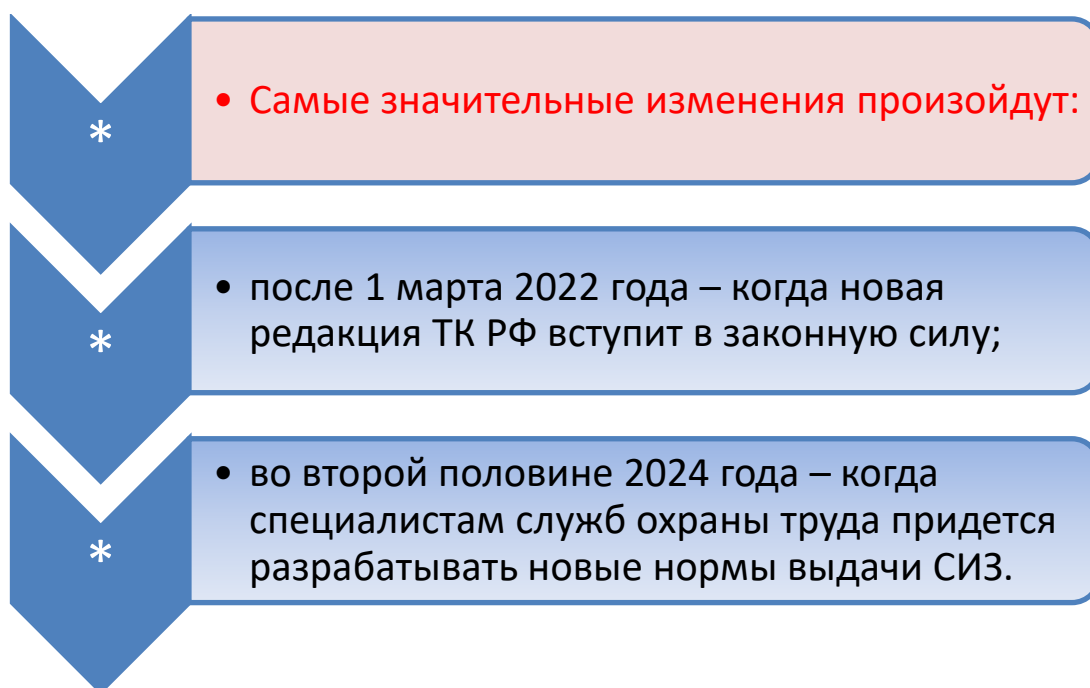 *
• Самые значительные изменения произойдут:
*
• после 1 марта 2022 года – когда новая
редакция ТК РФ вступит в законную силу;
*
• во второй половине 2024 года – когда
специалистам служб охраны труда придется
разрабатывать новые нормы выдачи СИЗ.